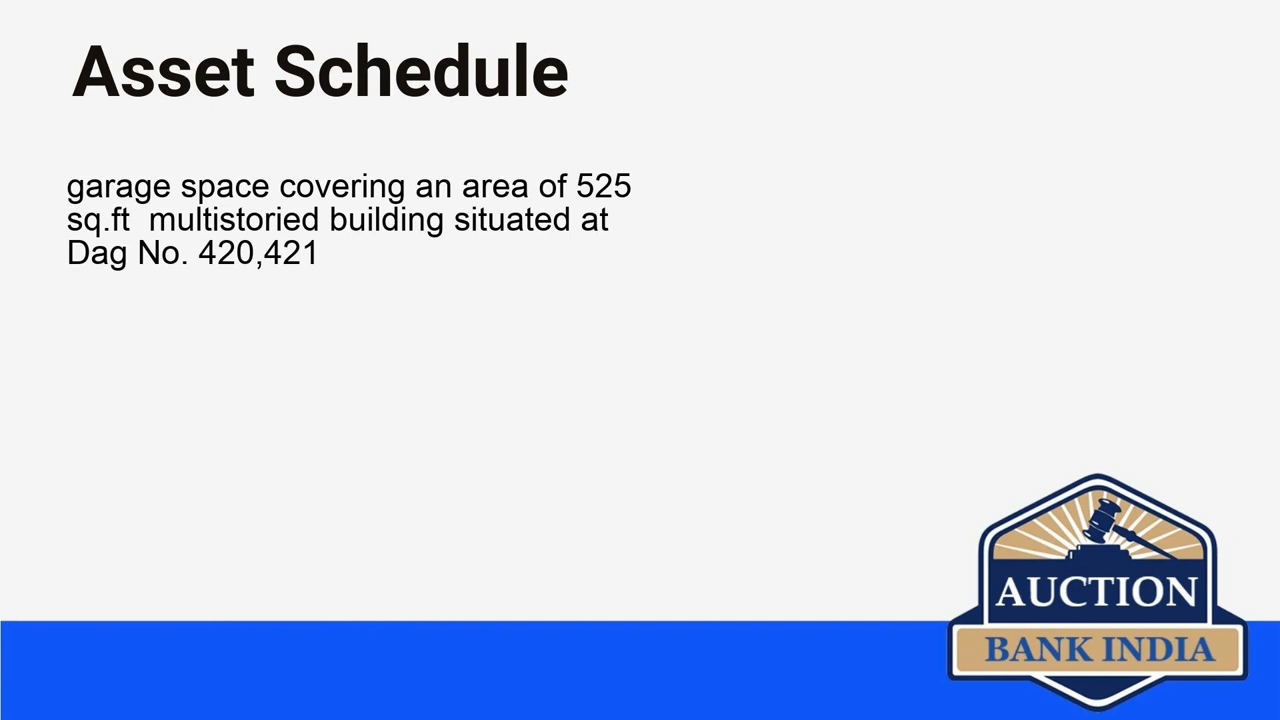 Asset Schedule
garage space covering an area of 525
sq.ft  multistoried building situated at
Dag No. 420,421
AUCTION
BANK INDIA